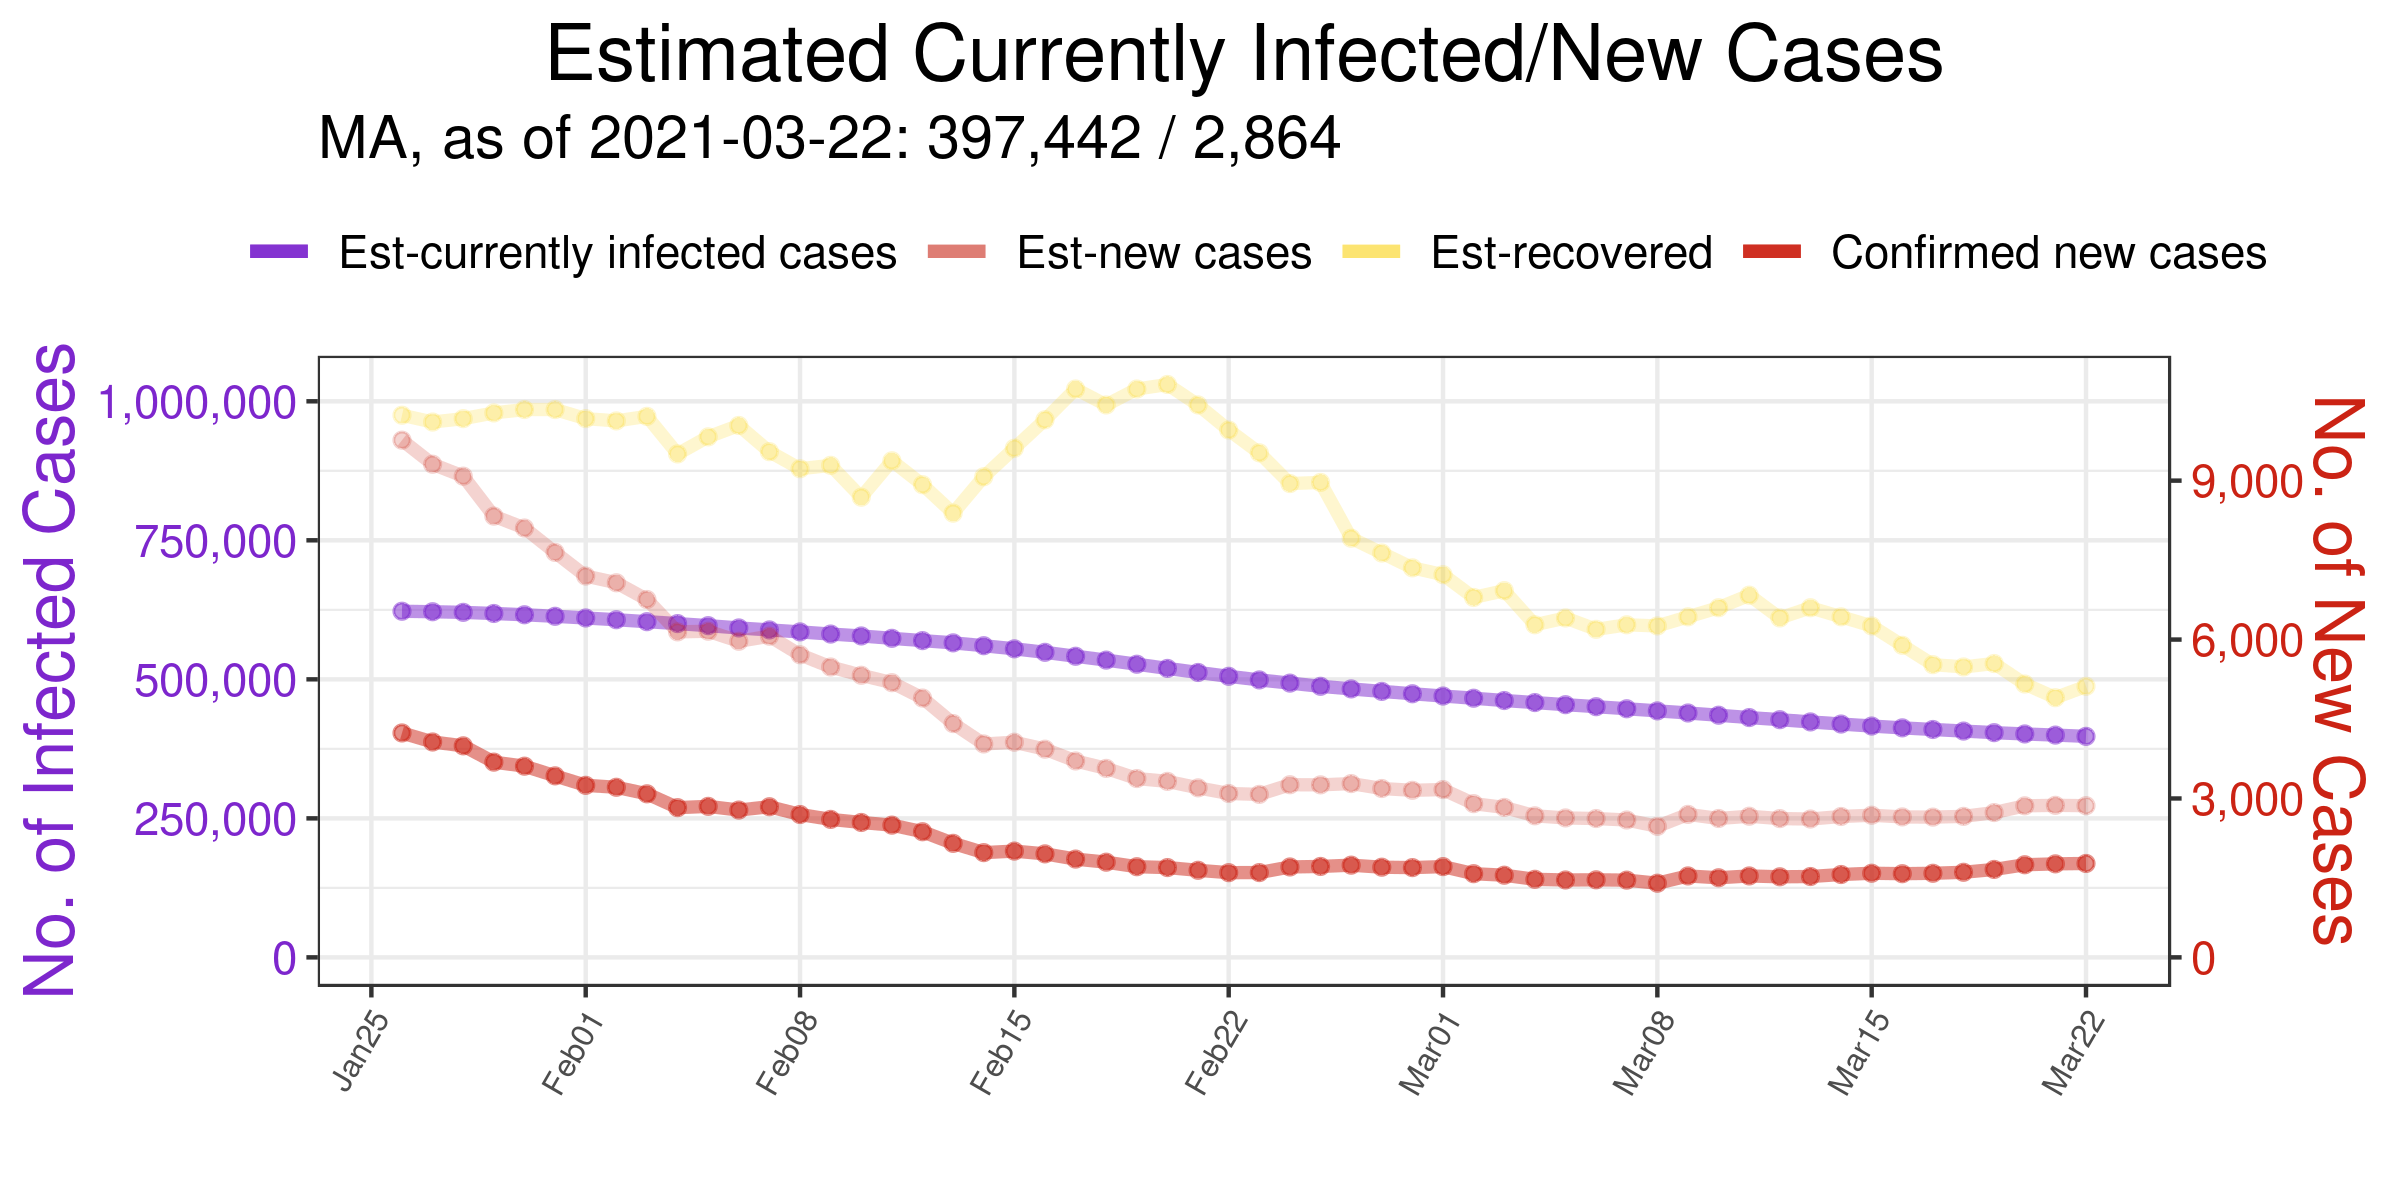 Estimated Currently Infected/New Cases
MA, as of 2021-03-22: 397,442 / 2,864
Est-currently infected cases Est-new cases Est-recovered Confirmed new cases
No. of Infected Cases
1,000,000
750,000
500,000
250,000
0
9,000
6,000
3,000
0
No. of New Cases
Jan25 Feb01 Feb08 Feb15 Feb22 Mar01 Mar08 Mar15 Mar22